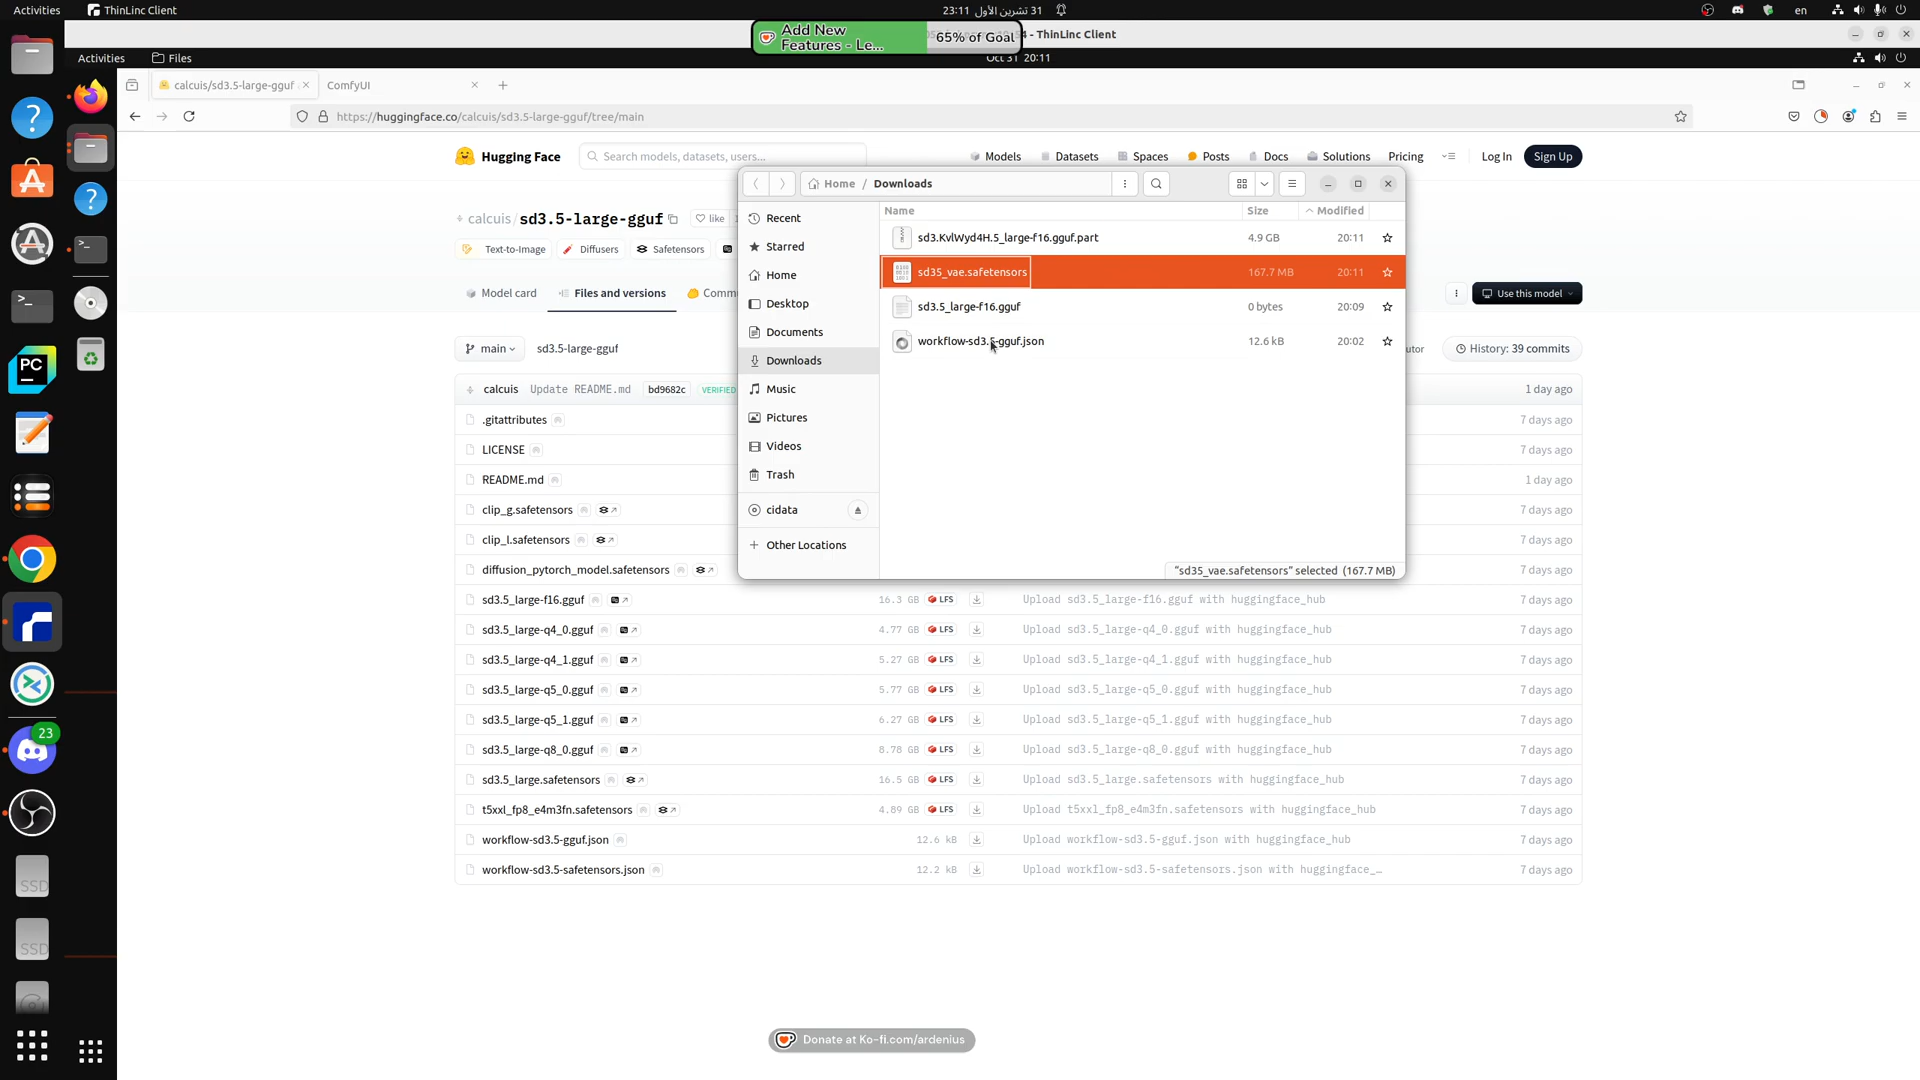 Activities
ThinLinc Client
31 تشرين الأول 23:11
en
Add New
Features - Le...
65% of Goal
54 - ThinLinc Client
Activities
Files
Oct 31 20:11
calcuis/sd3.5-large-gguf
ComfyUI
https://huggingface.co/calcuis/sd3.5-large-gguf/tree/main
Hugging Face
Search models, datasets, users...
Models
Datasets
Spaces
Posts
Docs
Solutions
Pricing
Log In
Sign Up
calcuis/sd3.5-large-gguf
like
Text-to-Image
Diffusers
Safetensors
Model card
Files and versions
Use this model
main
sd3.5-large-gguf
History: 39 commits
calcuis
Update README.md
bd9682c
VERIFIED
1 day ago
.gitattributes
7 days ago
LICENSE
7 days ago
README.md
1 day ago
clip_g.safetensors
7 days ago
clip_l.safetensors
7 days ago
diffusion_pytorch_model.safetensors
7 days ago
sd3.5_large-f16.gguf
16.3 GB
LFS
Upload sd3.5_large-f16.gguf with huggingface_hub
7 days ago
sd3.5_large-q4_0.gguf
4.77 GB
LFS
Upload sd3.5_large-q4_0.gguf with huggingface_hub
7 days ago
sd3.5_large-q4_1.gguf
5.27 GB
LFS
Upload sd3.5_large-q4_1.gguf with huggingface_hub
7 days ago
sd3.5_large-q5_0.gguf
5.77 GB
LFS
Upload sd3.5_large-q5_0.gguf with huggingface_hub
7 days ago
sd3.5_large-q5_1.gguf
6.27 GB
LFS
Upload sd3.5_large-q5_1.gguf with huggingface_hub
7 days ago
sd3.5_large-q8_0.gguf
8.78 GB
LFS
Upload sd3.5_large-q8_0.gguf with huggingface_hub
7 days ago
sd3.5_large.safetensors
16.5 GB
LFS
Upload sd3.5_large.safetensors with huggingface_hub
7 days ago
t5xxl_fp8_e4m3fn.safetensors
4.89 GB
LFS
Upload t5xxl_fp8_e4m3fn.safetensors with huggingface_hub
7 days ago
workflow-sd3.5-gguf.json
12.6 kB
Upload workflow-sd3.5-gguf.json with huggingface_hub
7 days ago
workflow-sd3.5-safetensors.json
12.2 kB
Upload workflow-sd3.5-safetensors.json with huggingface_…
7 days ago
Home / Downloads
Recent
Starred
Home
Desktop
Documents
Downloads
Music
Pictures
Videos
Trash
cidata
Other Locations
Name
Size
Modified
sd3.KvlWyd4H.5_large-f16.gguf.part
4.9 GB
20:11
sd35_vae.safetensors
167.7 MB
20:11
sd3.5_large-f16.gguf
0 bytes
20:09
workflow-sd3.5-gguf.json
12.6 kB
20:02
"sd35_vae.safetensors" selected (167.7 MB)
PC
23
SSD
SSD
Donate at Ko-fi.com/ardenius